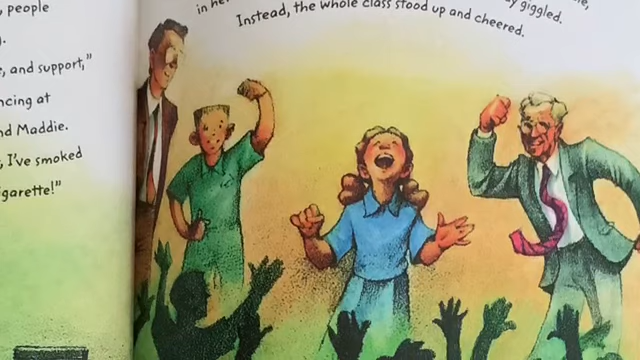 people
and support,"
ncing at
nd Maddie.
I've smoked
igarette!"
in he
giggled.
Instead, the whole class stood up and cheered.